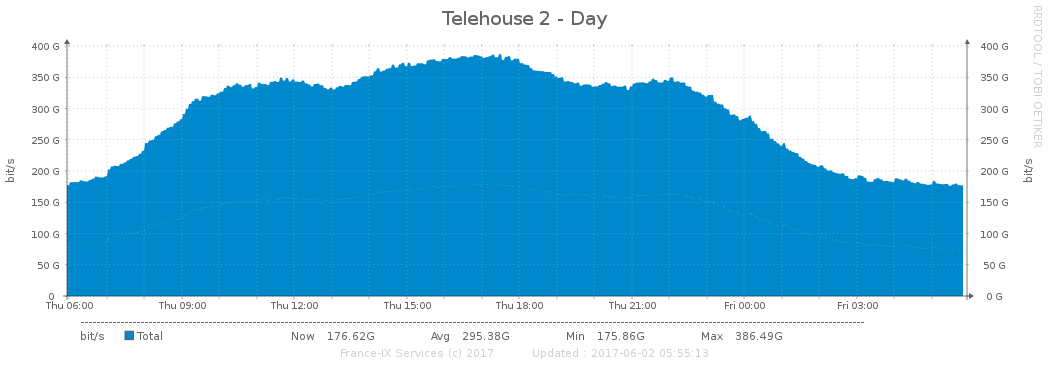 Telehouse 2 - Day
RRDTOOL / TOBI OETIKER
bit/s
bit/s
400 G 400 G
350 G 350 G
300 G 300 G
250 G 250 G
200 G 200 G
150 G 150 G
100 G 100 G
50 G 50 G
0 0 G
Thu 06:00 Thu 09:00 Thu 12:00 Thu 15:00 Thu 18:00 Thu 21:00 Fri 00:00 Fri 03:00
bit/s Total Now 176.62G Avg 295.38G Min 175.86G Max 386.49G
France-IX Services (c) 2017 Updated : 2017-06-02 05:55:13